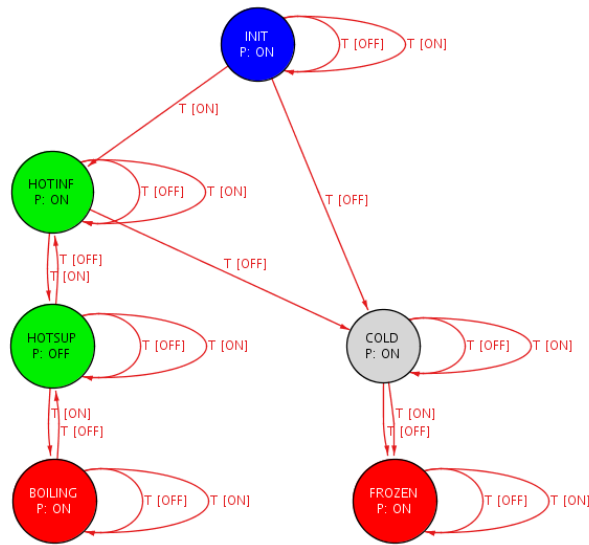 INIT
P: ON
T [OFF]
T [ON]
T [ON]
HOTINF
P: ON
T [OFF]
T [ON]
T [OFF]
T [OFF]
T [OFF]
T [ON]
HOTSUP
P: OFF
T [OFF]
T [ON]
COLD
P: ON
T [OFF]
T [ON]
T [ON]
T [OFF]
T [ON]
T [OFF]
BOILING
P: ON
T [OFF]
T [ON]
FROZEN
P: ON
T [OFF]
T [ON]